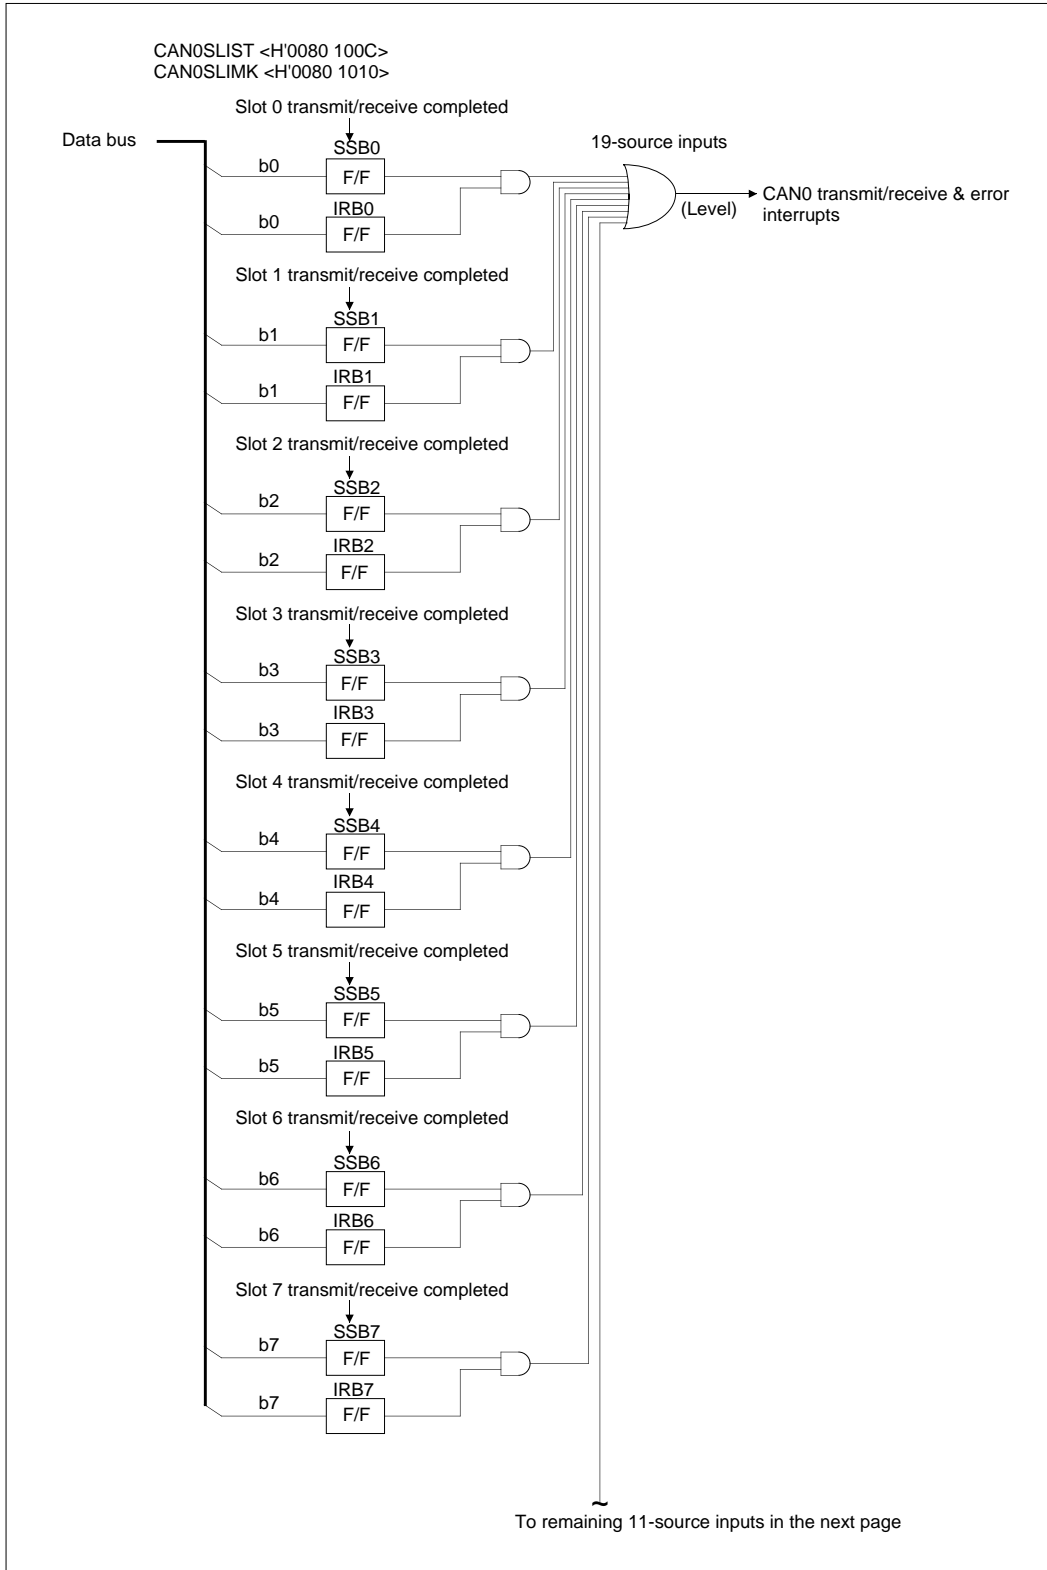 CAN0SLIST <H'0080 100C>
CAN0SLIMK <H'0080 1010>
Slot 0 transmit/receive completed
Data bus
SSB0
19-source inputs
b0
F/F
(Level)
CAN0 transmit/receive & error
interrupts
IRB0
b0
F/F
Slot 1 transmit/receive completed
SSB1
b1
F/F
IRB1
b1
F/F
Slot 2 transmit/receive completed
SSB2
b2
F/F
IRB2
b2
F/F
Slot 3 transmit/receive completed
SSB3
b3
F/F
IRB3
b3
F/F
Slot 4 transmit/receive completed
SSB4
b4
F/F
IRB4
b4
F/F
Slot 5 transmit/receive completed
SSB5
b5
F/F
IRB5
b5
F/F
Slot 6 transmit/receive completed
SSB6
b6
F/F
IRB6
b6
F/F
Slot 7 transmit/receive completed
SSB7
b7
F/F
IRB7
b7
F/F
~
To remaining 11-source inputs in the next page